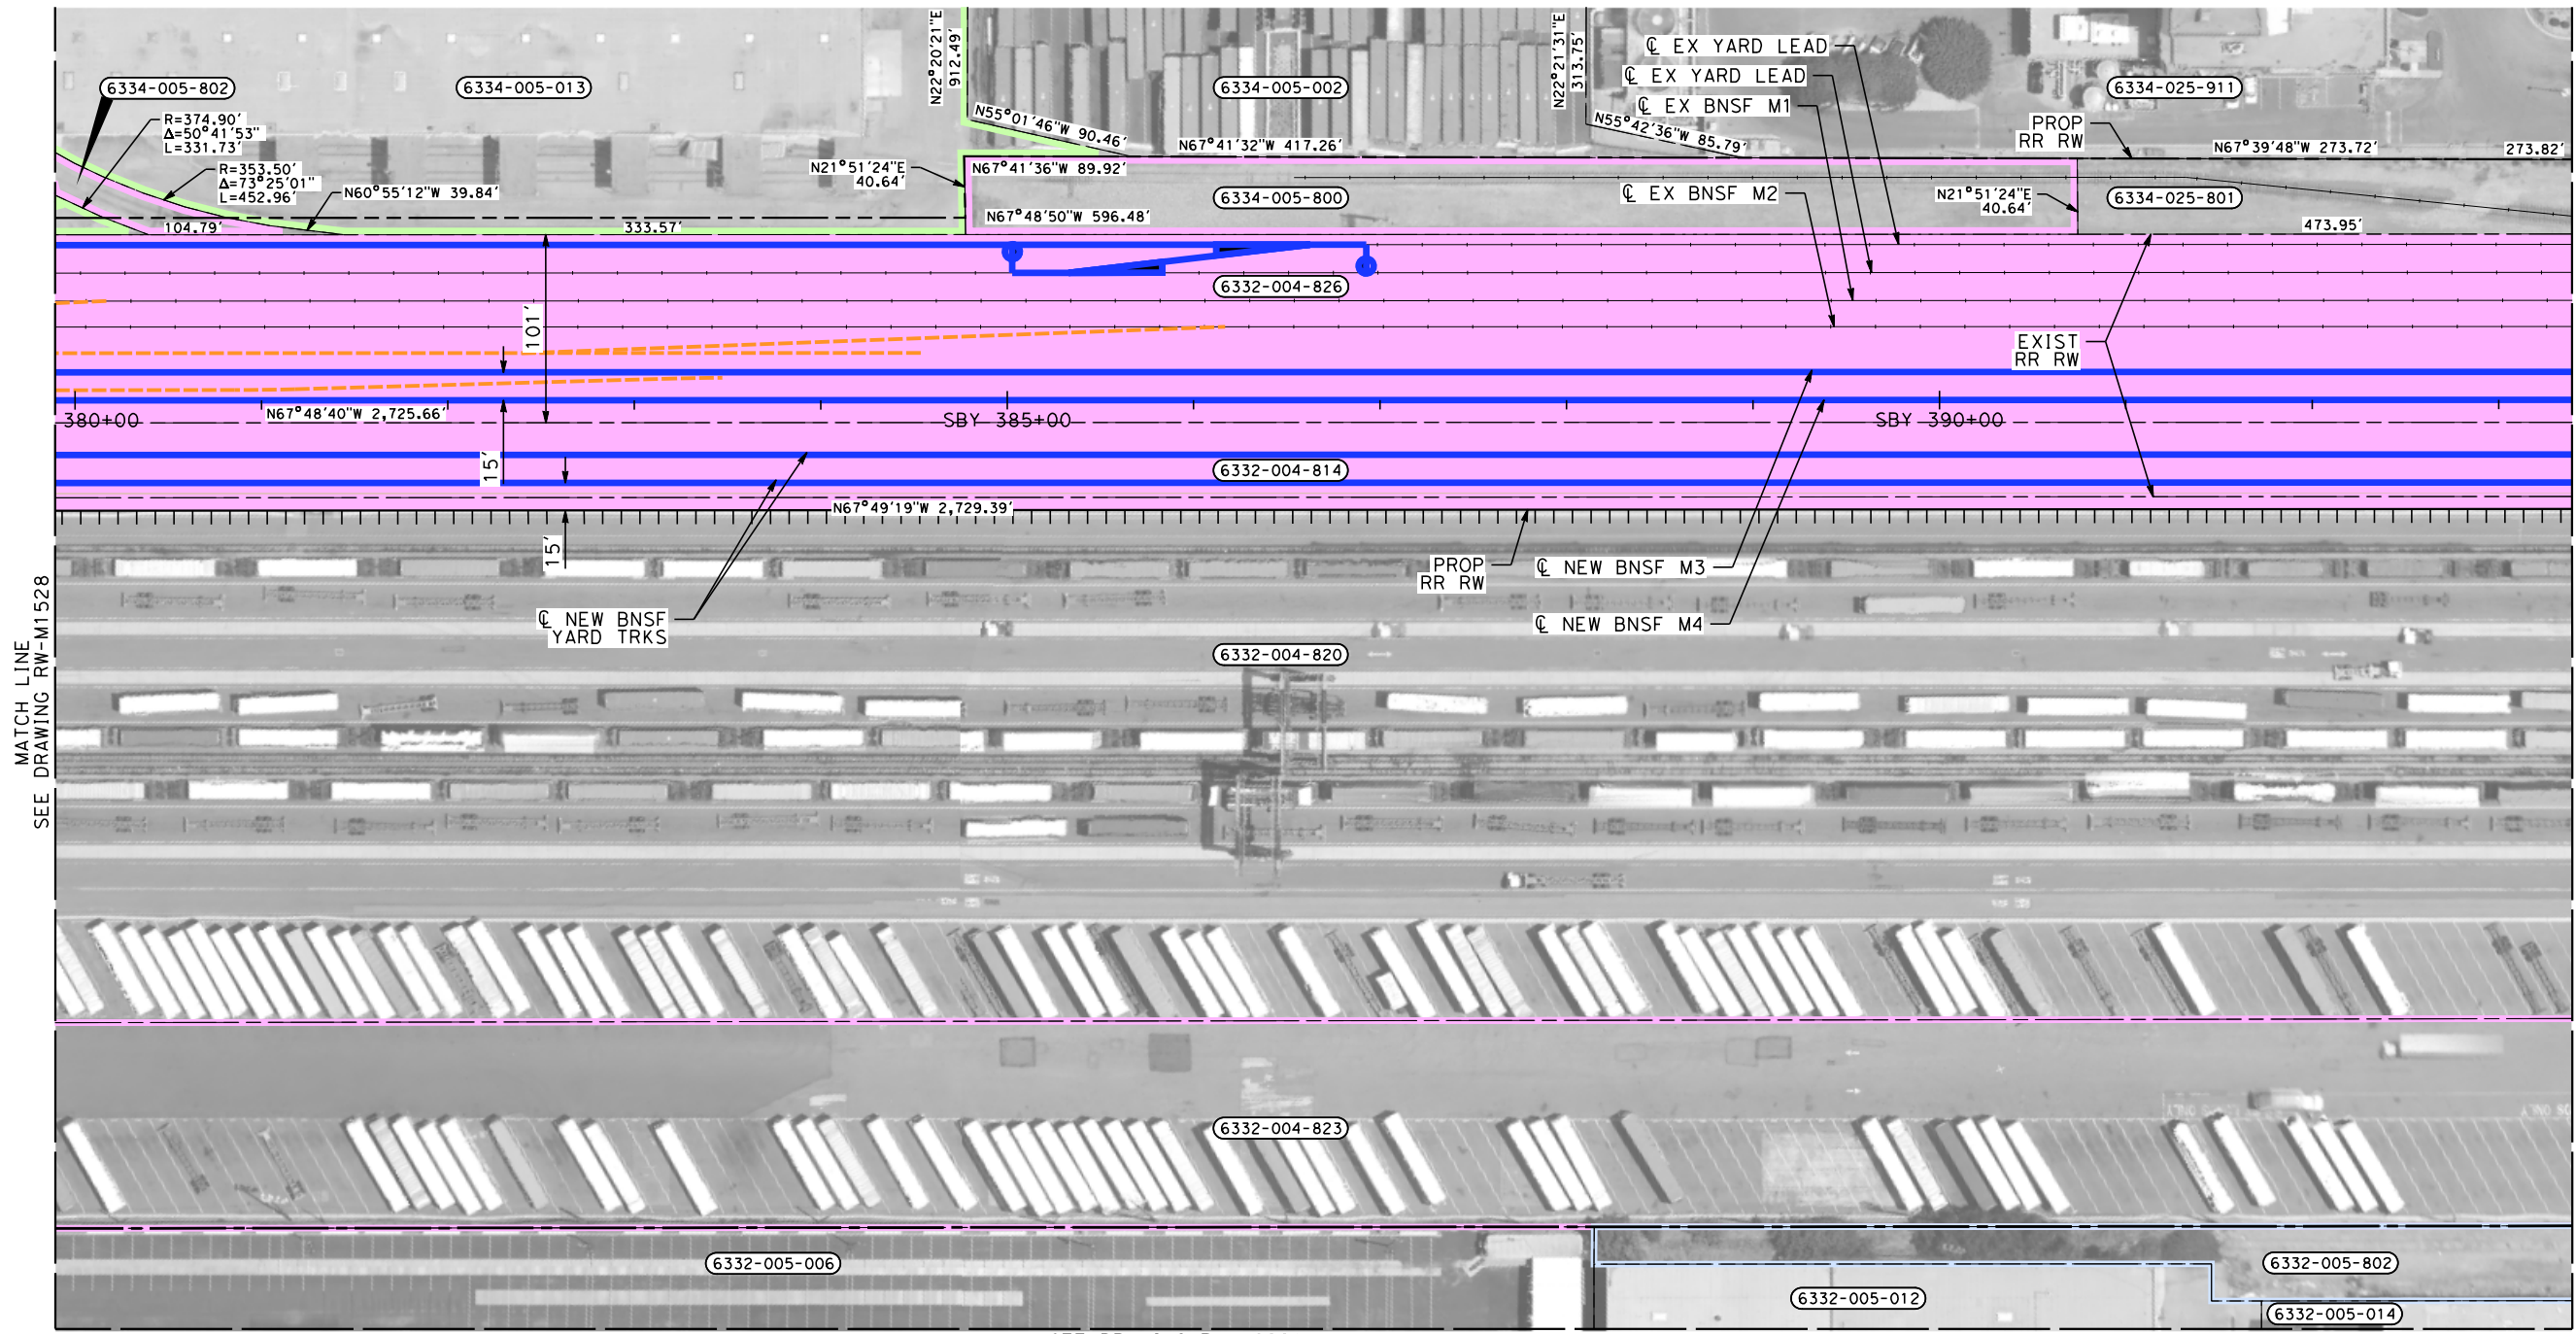 6334-005-802
6334-005-013
N22°20'21"E
912.49'
6334-005-002
N22°21'31"E
313.75'
℄ EX YARD LEAD
℄ EX YARD LEAD
℄ EX BNSF M1
6334-025-911
R=374.90'
Δ=50°41'53"
L=331.73'
R=353.50'
Δ=73°25'01"
L=452.96'
N60°55'12"W 39.84'
N55°01'46"W 90.46'
N67°41'32"W 417.26'
N55°42'36"W 85.79'
PROP
RR RW
N67°39'48"W 273.72'
273.82'
N21°51'24"E
40.64'
N67°41'36"W 89.92'
6334-005-800
℄ EX BNSF M2
N21°51'24"E
40.64'
6334-025-801
N67°48'50"W 596.48'
104.79'
333.57'
473.95'
6332-004-826
101'
EXIST
RR RW
N67°48'40"W 2,725.66'
380+00
SBY 385+00
SBY 390+00
15'
6332-004-814
N67°49'19"W 2,729.39'
15'
PROP
RR RW
℄ NEW BNSF M3
℄ NEW BNSF
YARD TRKS
℄ NEW BNSF M4
MATCH LINE
SEE DRAWING RW-M1528
6332-004-820
6332-004-823
6332-005-006
6332-005-802
6332-005-012
6332-005-014